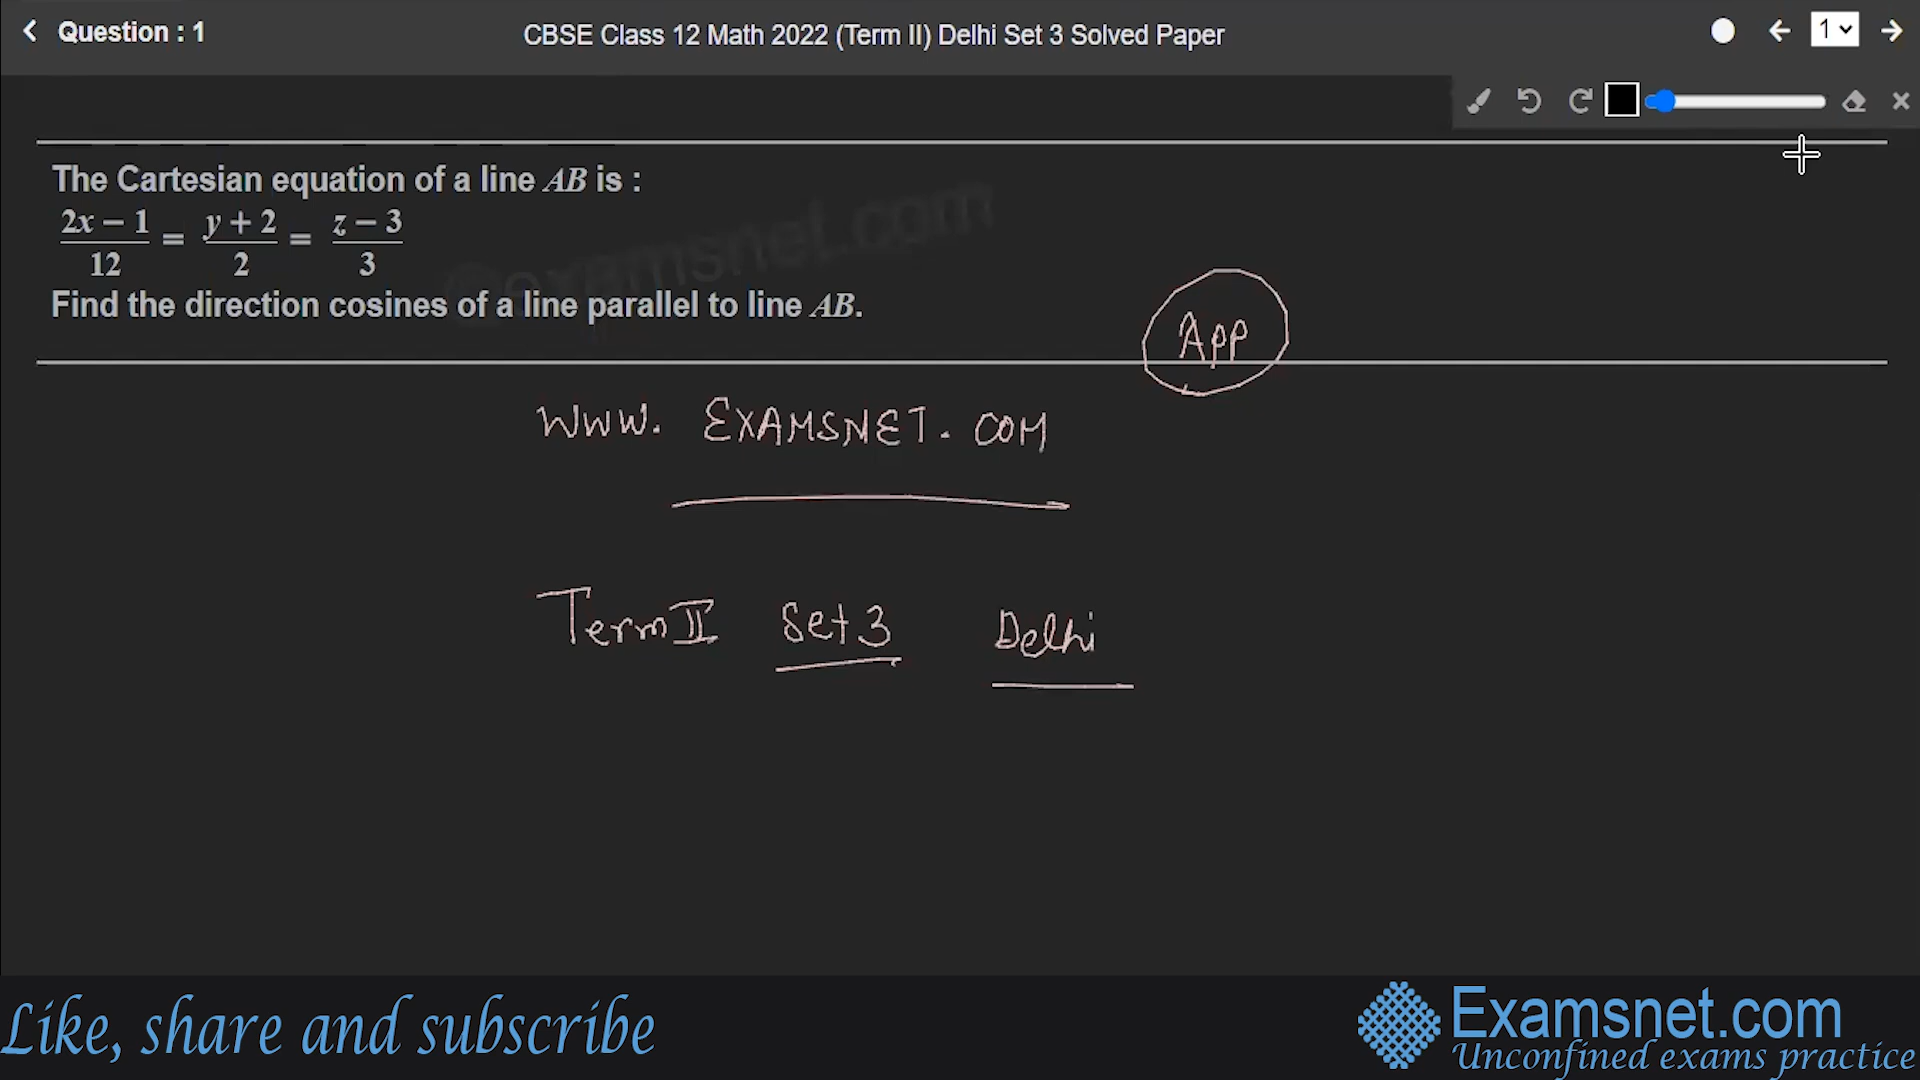 Question : 1
CBSE Class 12 Math 2022 (Term II) Delhi Set 3 Solved Paper
1
The Cartesian equation of a line AB is :
2x − 1 / 12 = y + 2 / 2 = z − 3 / 3
Find the direction cosines of a line parallel to line AB.
@examsnet.com
App
WWW. EXAMSNET. COM
Term II Set 3 Delhi
Like, share and subscribe
Examsnet.com
Unconfined exams practice